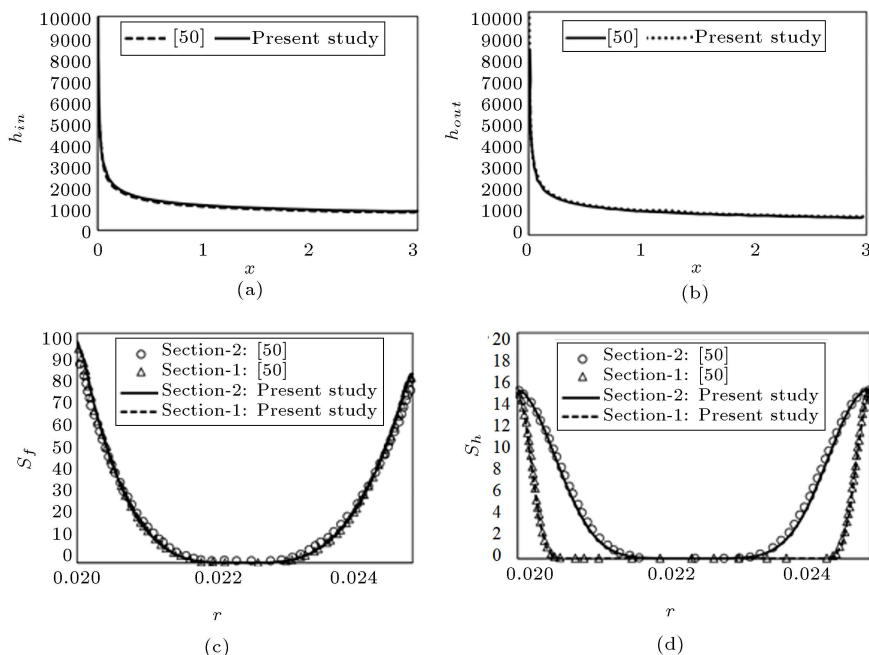 10000
9000
8000
7000
6000
5000
4000
3000
2000
1000
0
h_in
[50] Present study
0 1 2 3
x
(a)
10000
9000
8000
7000
6000
5000
4000
3000
2000
1000
0
h_out
[50] Present study
0 1 2 3
x
(b)
100
90
80
70
60
50
40
30
20
10
0
S_f
Section-2: [50]
Section-1: [50]
Section-2: Present study
Section-1: Present study
0.020 0.022 0.024
r
(c)
20
18
16
14
12
10
8
6
4
2
0
S_h
Section-2: [50]
Section-1: [50]
Section-2: Present study
Section-1: Present study
0.020 0.022 0.024
r
(d)